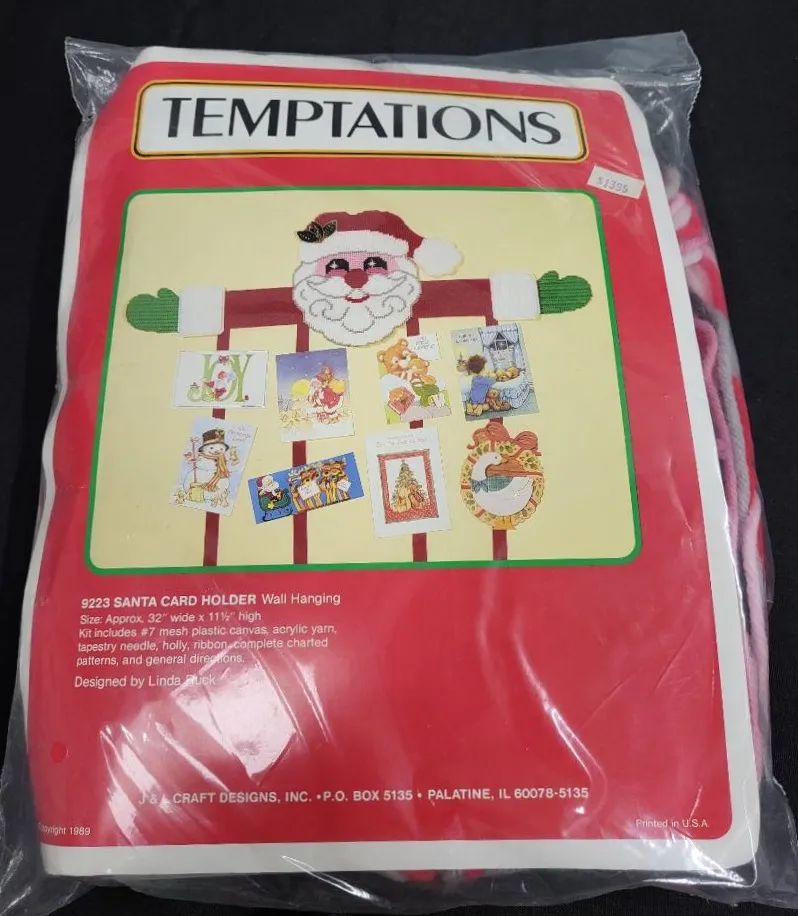 TEMPTATIONS
$1395
JOY
9223 SANTA CARD HOLDER Wall Hanging
Size: Approx. 32" wide x 11½" high
Kit includes #7 mesh plastic canvas, acrylic yarn,
tapestry needle, holly, ribbon, complete charted
patterns, and general directions.
Designed by Linda
J & L CRAFT DESIGNS, INC. • P.O. BOX 5135 • PALATINE, IL 60078-5135
Copyright 1989
Printed in U.S.A.